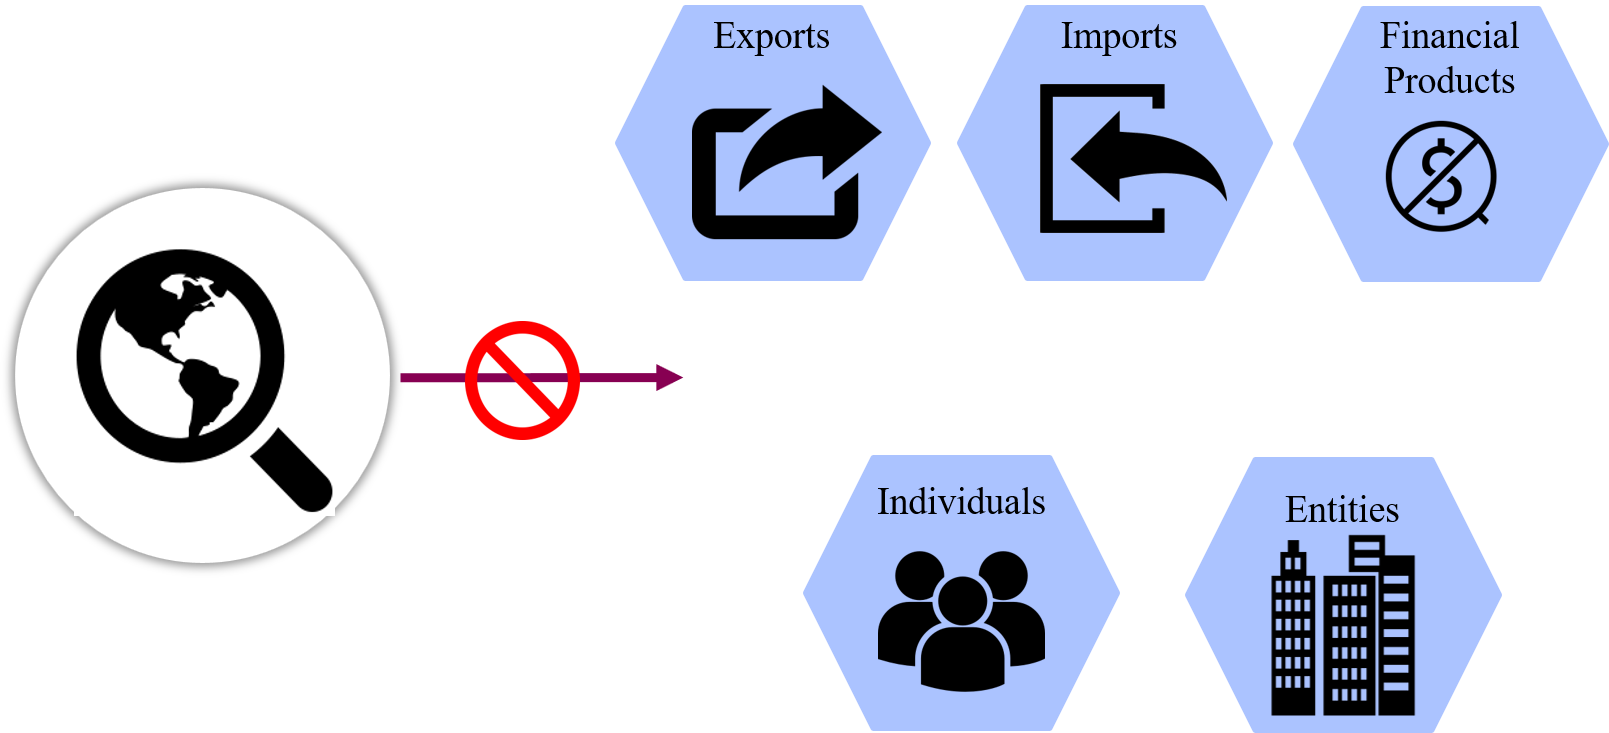 Exports
Imports
Financial
Products
Individuals
Entities